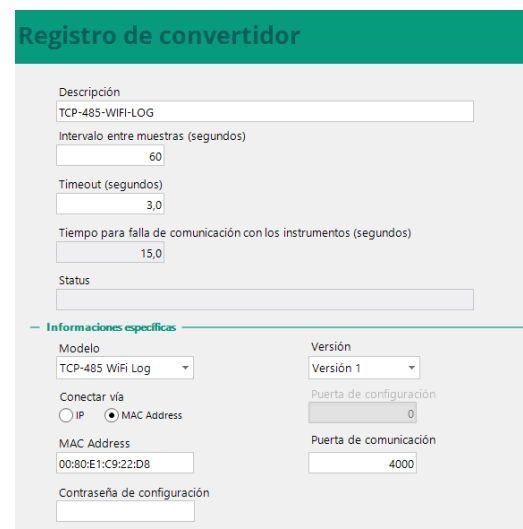 Registro de convertidor
Descripción
TCP-485-WIFI-LOG
Intervalo entre muestras (segundos)
60
Timeout (segundos)
3,0
Tiempo para falla de comunicación con los instrumentos (segundos)
15,0
Status
Informaciones específicas
Modelo
Versión
TCP-485 WiFi Log
Versión 1
Conectar vía
Puerta de configuración
IP
MAC Address
0
MAC Address
Puerta de comunicación
00:80:E1:C9:22:D8
4000
Contraseña de configuración